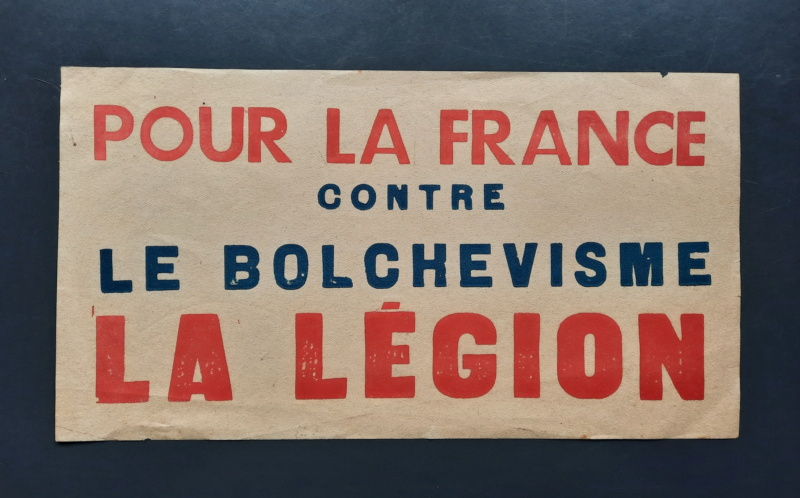 POUR LA FRANCE
CONTRE
LE BOLCHEVISME
LA LÉGION